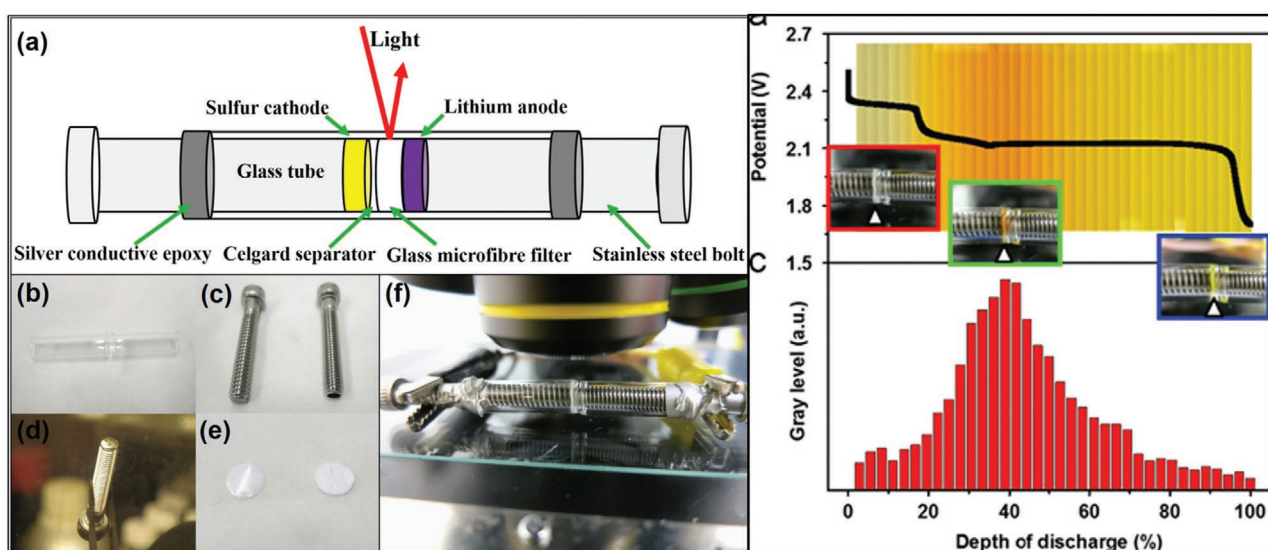 (a)
Light
Sulfur cathode
Lithium anode
Glass tube
Silver conductive epoxy
Celgard separator
Glass microfibre filter
Stainless steel bolt
(b)
(c)
(d)
(e)
(f)
Potential (V)
2.7
2.4
2.1
1.8
1.5
C
Gray level (a.u.)
0
20
40
60
80
100
Depth of discharge (%)